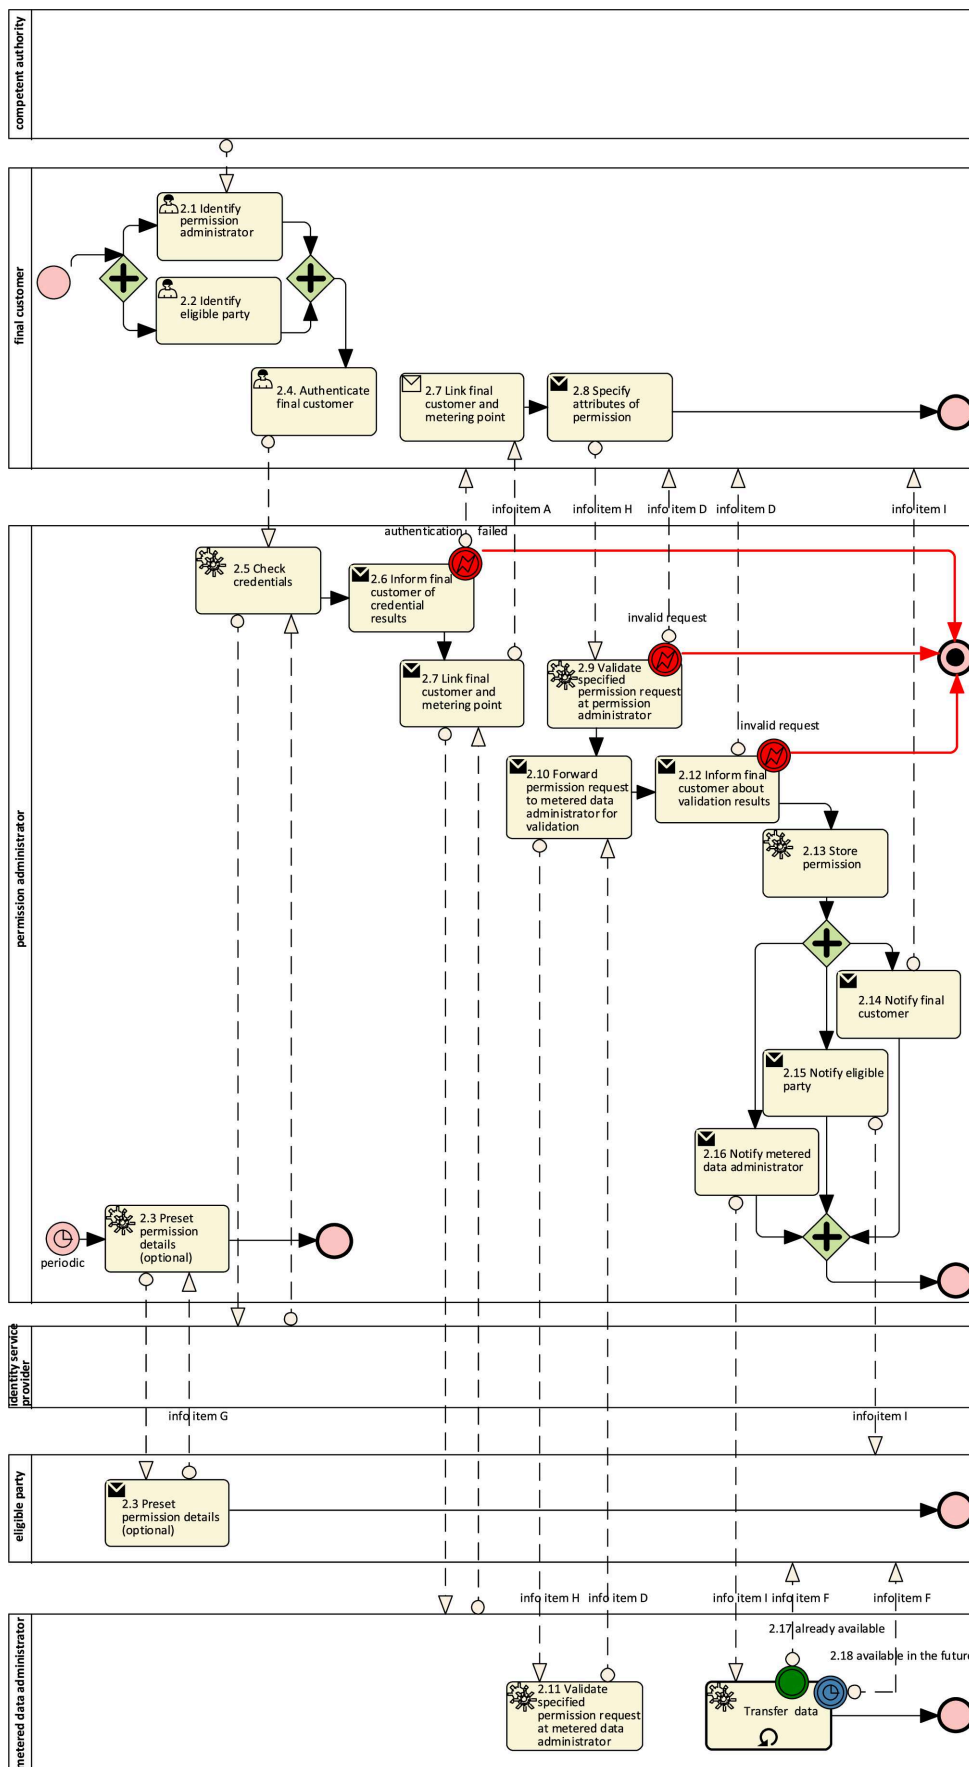 competent authority
final customer
2.1 Identify
permission
administrator
2.2 Identify
eligible party
2.4. Authenticate
final customer
2.7 Link final
customer and
metering point
2.8 Specify
attributes of
permission
info item A
info item H
info item D
info item D
info item I
permission administrator
authentication failed
2.5 Check
credentials
2.6 Inform final
customer of
credential
results
invalid request
2.7 Link final
customer and
metering point
2.9 Validate
specified
permission request
at permission
administrator
invalid request
2.10 Forward
permission request
to metered data
administrator for
validation
2.12 Inform final
customer about
validation results
2.13 Store
permission
2.14 Notify final
customer
2.15 Notify eligible
party
2.16 Notify metered
data administrator
periodic
2.3 Preset
permission
details
(optional)
identity service
provider
info item G
info item I
eligible party
2.3 Preset
permission details
(optional)
info item H
info item D
info item I
info item F
info item F
metered data administrator
2.17 already available
2.18 available in the future
2.11 Validate
specified
permission request
at metered data
administrator
Transfer data